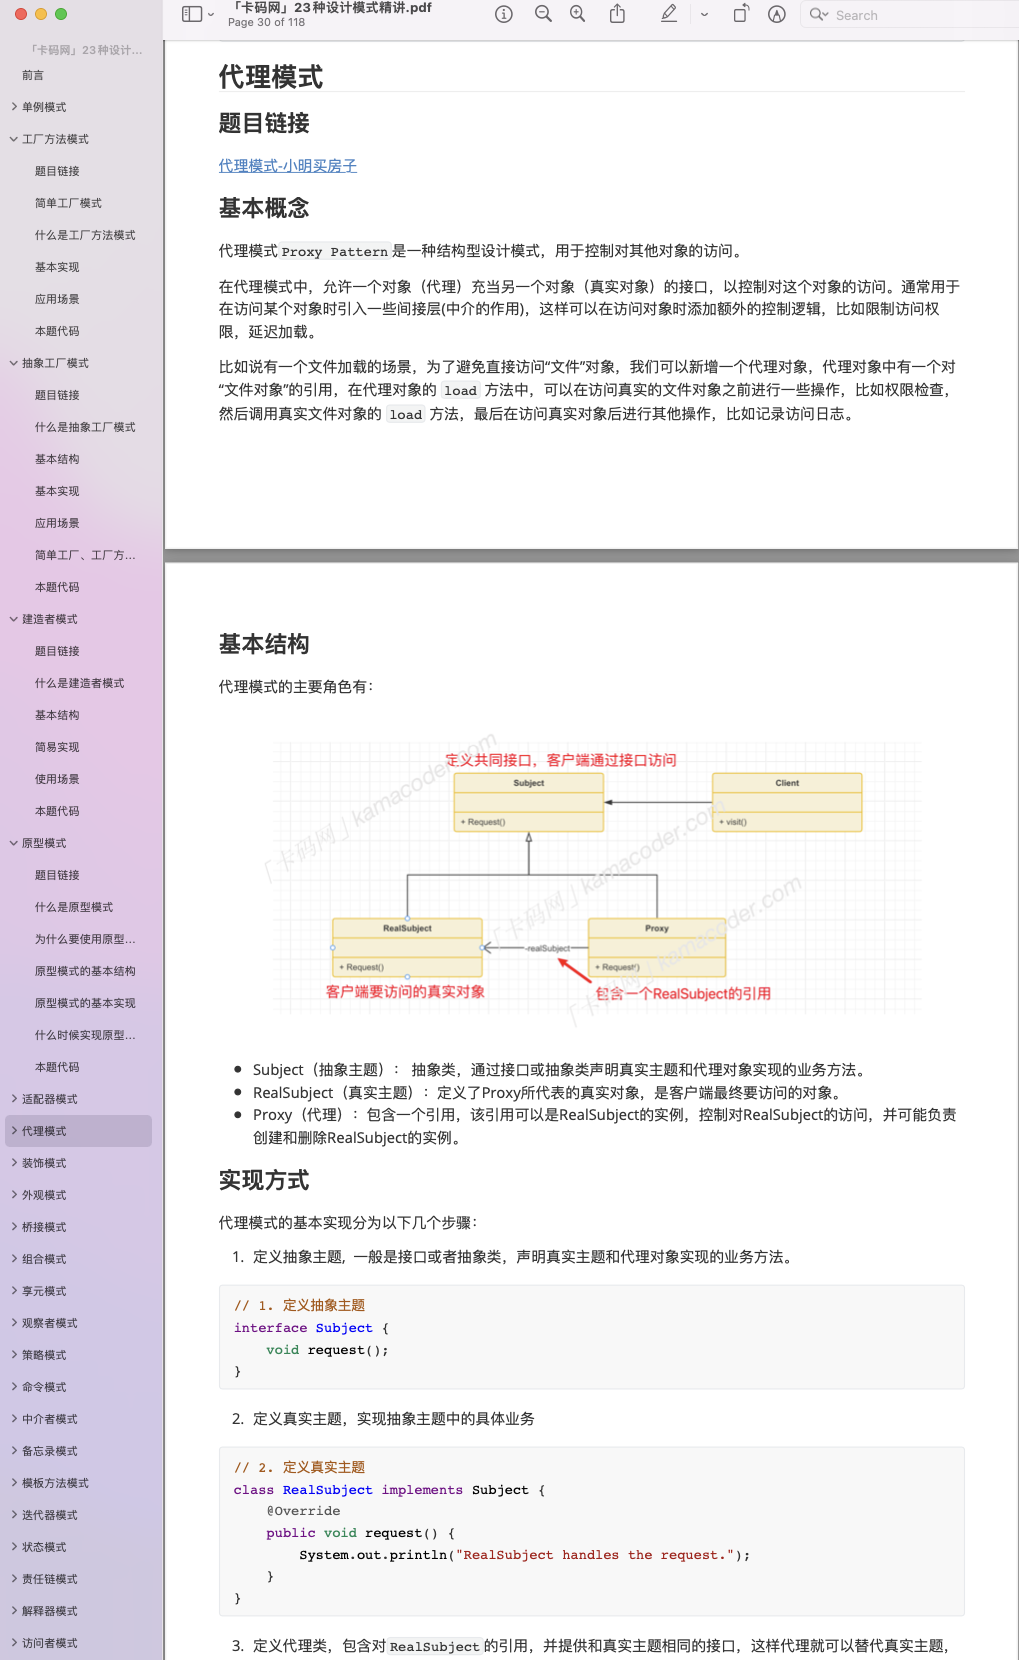 「卡码网」23种设计模式精讲.pdf
Page 30 of 118
Search
「卡码网」23种设计...
前言
单例模式
工厂方法模式
题目链接
简单工厂模式
什么是工厂方法模式
基本实现
应用场景
本题代码
抽象工厂模式
题目链接
什么是抽象工厂模式
基本结构
基本实现
应用场景
简单工厂、工厂方...
本题代码
建造者模式
题目链接
什么是建造者模式
基本结构
简易实现
使用场景
本题代码
原型模式
题目链接
什么是原型模式
为什么要使用原型...
原型模式的基本结构
原型模式的基本实现
什么时候实现原型...
本题代码
适配器模式
代理模式
装饰模式
外观模式
桥接模式
组合模式
享元模式
观察者模式
策略模式
命令模式
中介者模式
备忘录模式
模板方法模式
迭代器模式
状态模式
责任链模式
解释器模式
访问者模式
代理模式
题目链接
代理模式-小明买房子
基本概念
代理模式 Proxy Pattern 是一种结构型设计模式，用于控制对其他对象的访问。
在代理模式中，允许一个对象（代理）充当另一个对象（真实对象）的接口，以控制对这个对象的访问。通常用于
在访问某个对象时引入一些间接层(中介的作用)，这样可以在访问对象时添加额外的控制逻辑，比如限制访问权
限，延迟加载。
比如说有一个文件加载的场景，为了避免直接访问“文件”对象，我们可以新增一个代理对象，代理对象中有一个对
“文件对象”的引用，在代理对象的 load 方法中，可以在访问真实的文件对象之前进行一些操作，比如权限检查，
然后调用真实文件对象的 load 方法，最后在访问真实对象后进行其他操作，比如记录访问日志。
基本结构
代理模式的主要角色有：
定义共同接口，客户端通过接口访问
Subject
+ Request()
Client
+ visit()
「卡码网」kamacoder.com
「卡码网」kamacoder.com
「卡码网」kamacoder.com
RealSubject
+ Request()
-realSubject
Proxy
+ Request()
客户端要访问的真实对象
包含一个RealSubject的引用
• Subject（抽象主题）： 抽象类，通过接口或抽象类声明真实主题和代理对象实现的业务方法。
• RealSubject（真实主题）：定义了Proxy所代表的真实对象，是客户端最终要访问的对象。
• Proxy（代理）：包含一个引用，该引用可以是RealSubject的实例，控制对RealSubject的访问，并可能负责
创建和删除RealSubject的实例。
实现方式
代理模式的基本实现分为以下几个步骤：
1. 定义抽象主题，一般是接口或者抽象类，声明真实主题和代理对象实现的业务方法。
// 1. 定义抽象主题
interface Subject {
    void request();
}
2. 定义真实主题，实现抽象主题中的具体业务
// 2. 定义真实主题
class RealSubject implements Subject {
    @Override
    public void request() {
        System.out.println("RealSubject handles the request.");
    }
}
3. 定义代理类，包含对 RealSubject 的引用，并提供和真实主题相同的接口，这样代理就可以替代真实主题，